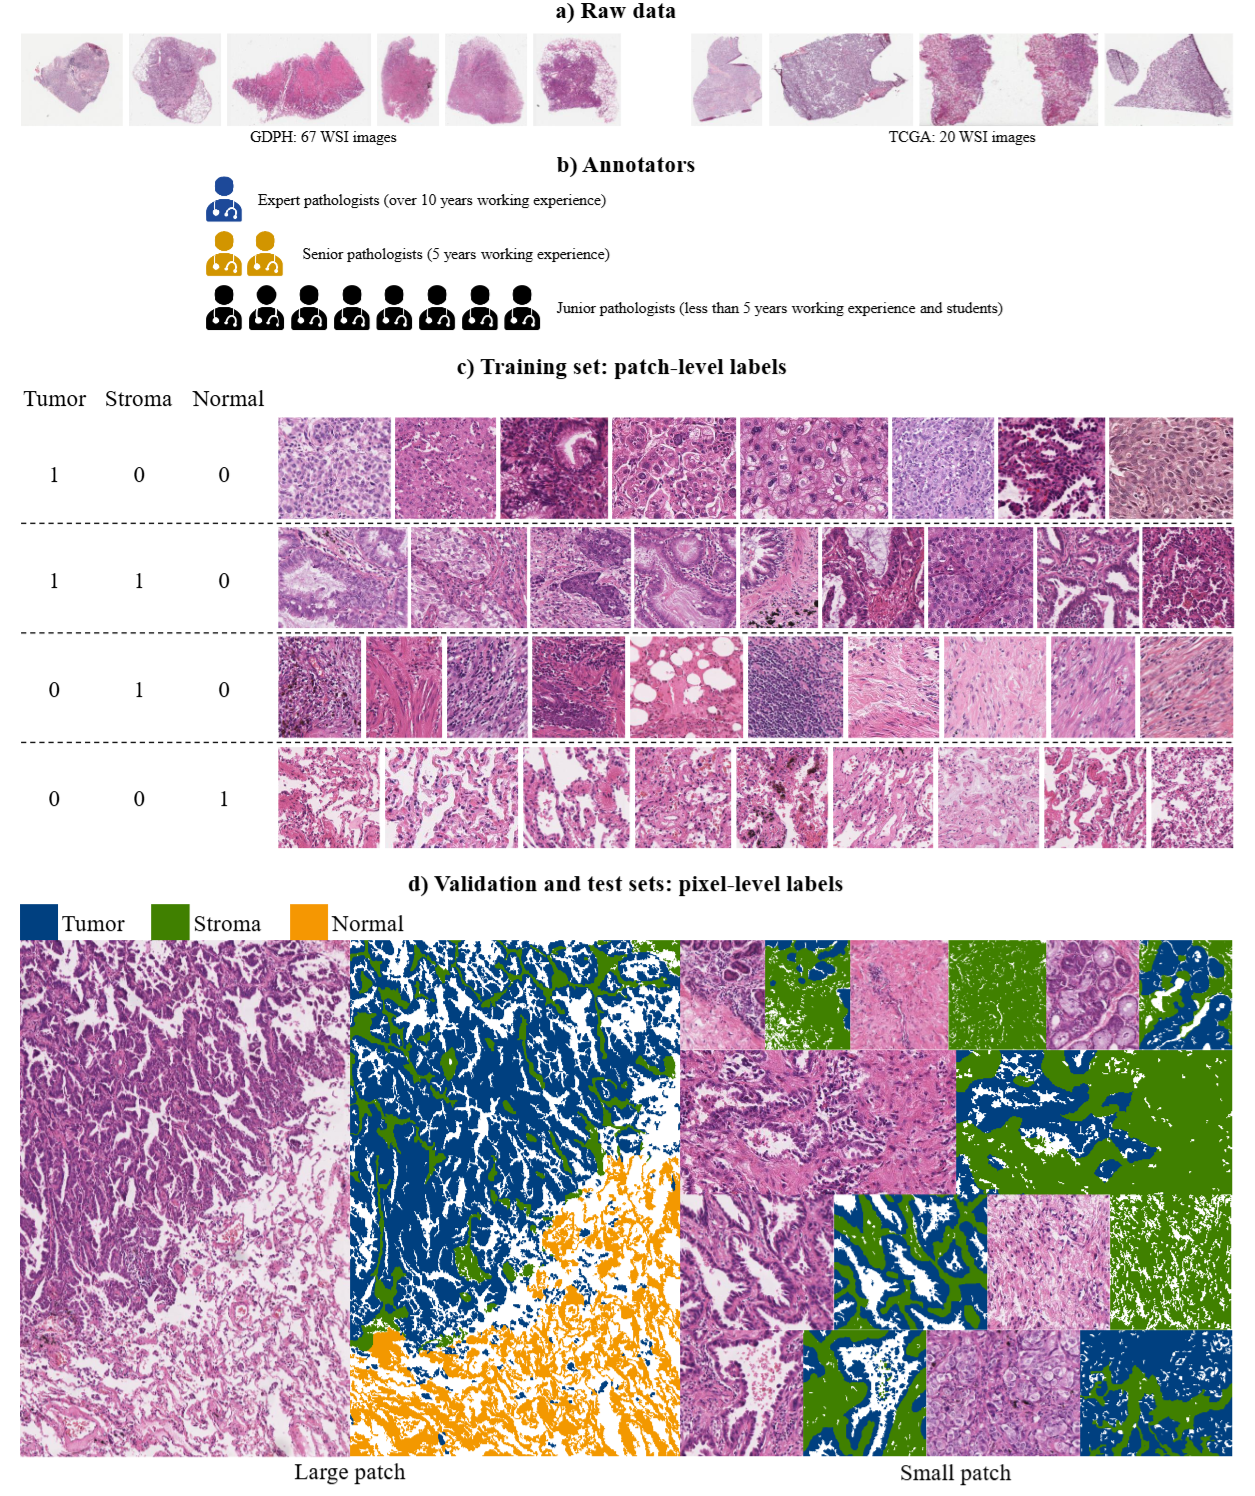 a) Raw data
GDPH: 67 WSI images
TCGA: 20 WSI images
b) Annotators
Expert pathologists (over 10 years working experience)
Senior pathologists (5 years working experience)
Junior pathologists (less than 5 years working experience and students)
c) Training set: patch-level labels
Tumor Stroma Normal
1 0 0
1 1 0
0 1 0
0 0 1
d) Validation and test sets: pixel-level labels
Tumor Stroma Normal
Large patch
Small patch